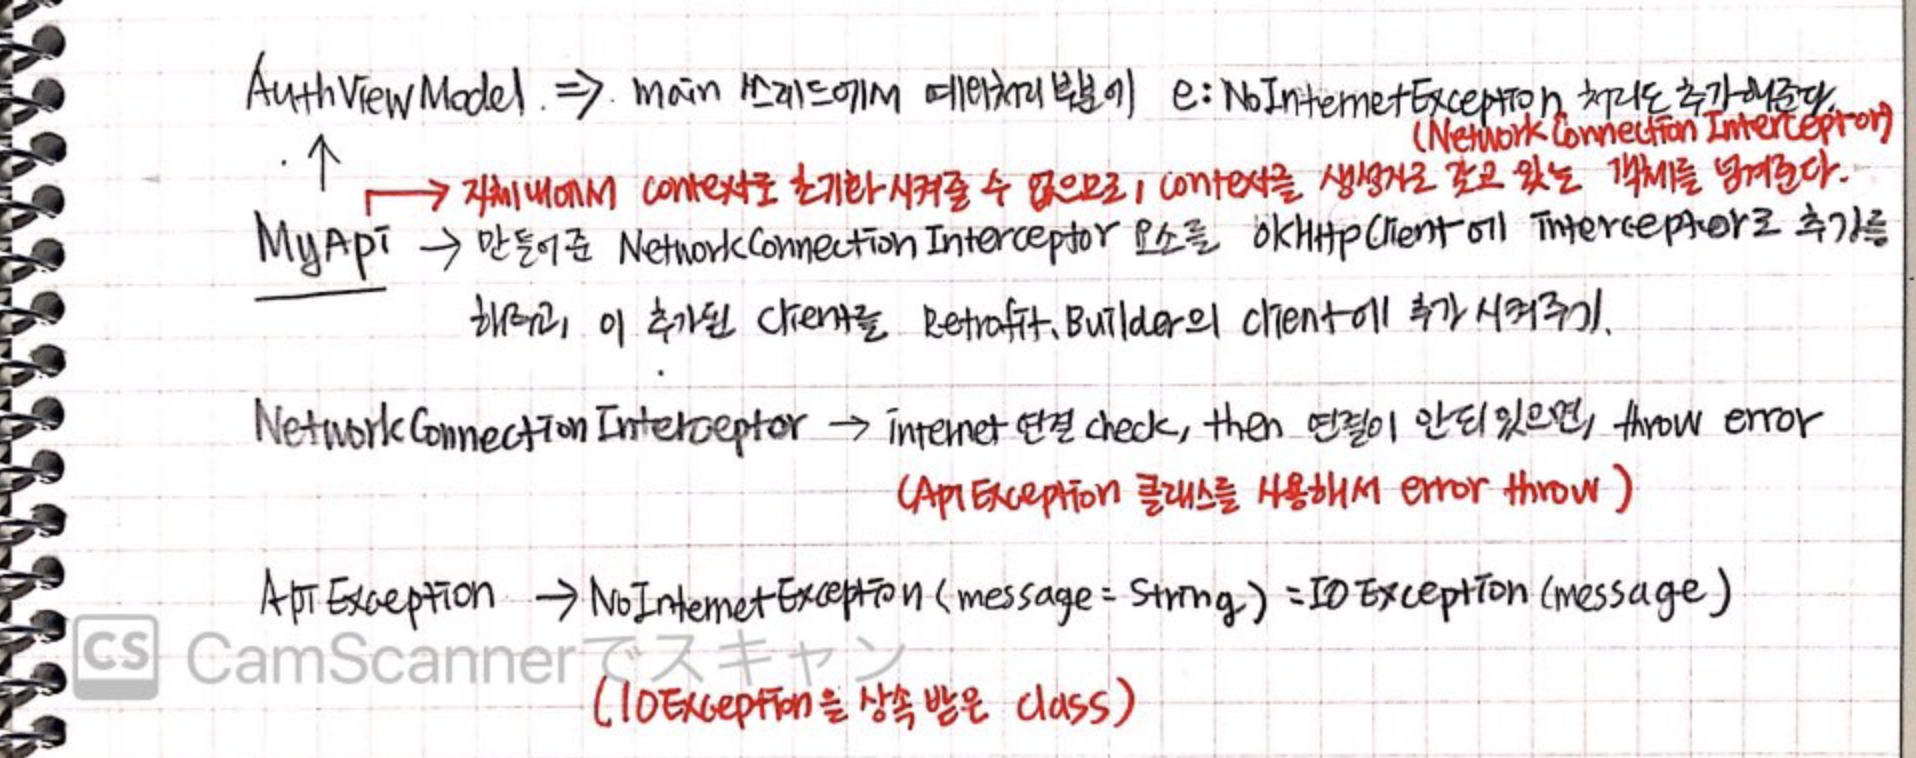 AuthViewModel => main 쓰레드에서 예외처리 부분에 e: NoInternetException 처리도 추가해준다.
(Network Connection Interceptor)
↑ → 자체 내에서 context로 초기화 시켜줄 수 없으므로, context를 생성자로 갖고 있는 객체를 넘겨준다.
MyApi → 만들어준 NetworkConnection Interceptor 요소를 okHttpClient에 Interceptor로 추가를
해주고, 이 추가된 client를 Retrofit.Builder의 client에 추가 시켜주기.
NetworkConnectionInterceptor → internet 연결 check, then 연결이 안되있으면, throw error
(ApiException 클래스를 사용해서 error throw)
ApiException → NoInternetException (message = String) = IOException (message)
CS CamScannerでスキャン
(IOException을 상속 받은 class)